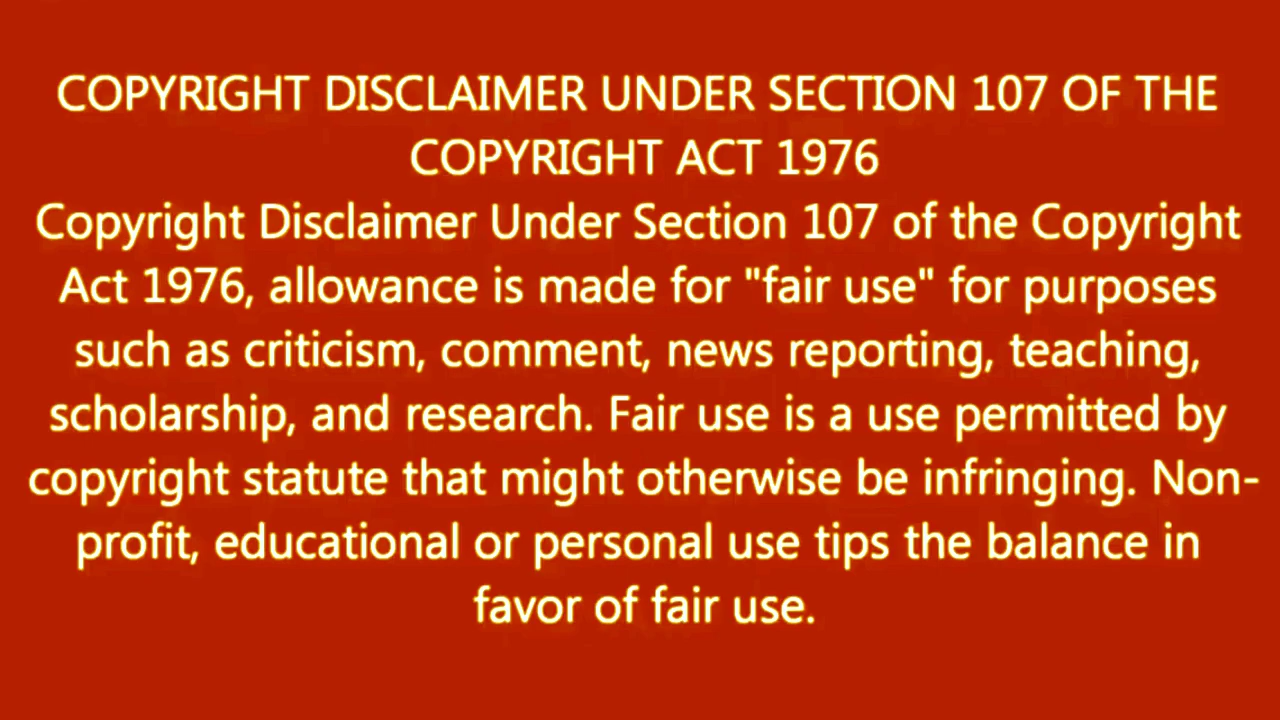 COPYRIGHT DISCLAIMER UNDER SECTION 107 OF THE
COPYRIGHT ACT 1976
Copyright Disclaimer Under Section 107 of the Copyright
Act 1976, allowance is made for "fair use" for purposes
such as criticism, comment, news reporting, teaching,
scholarship, and research. Fair use is a use permitted by
copyright statute that might otherwise be infringing. Non-
profit, educational or personal use tips the balance in
favor of fair use.